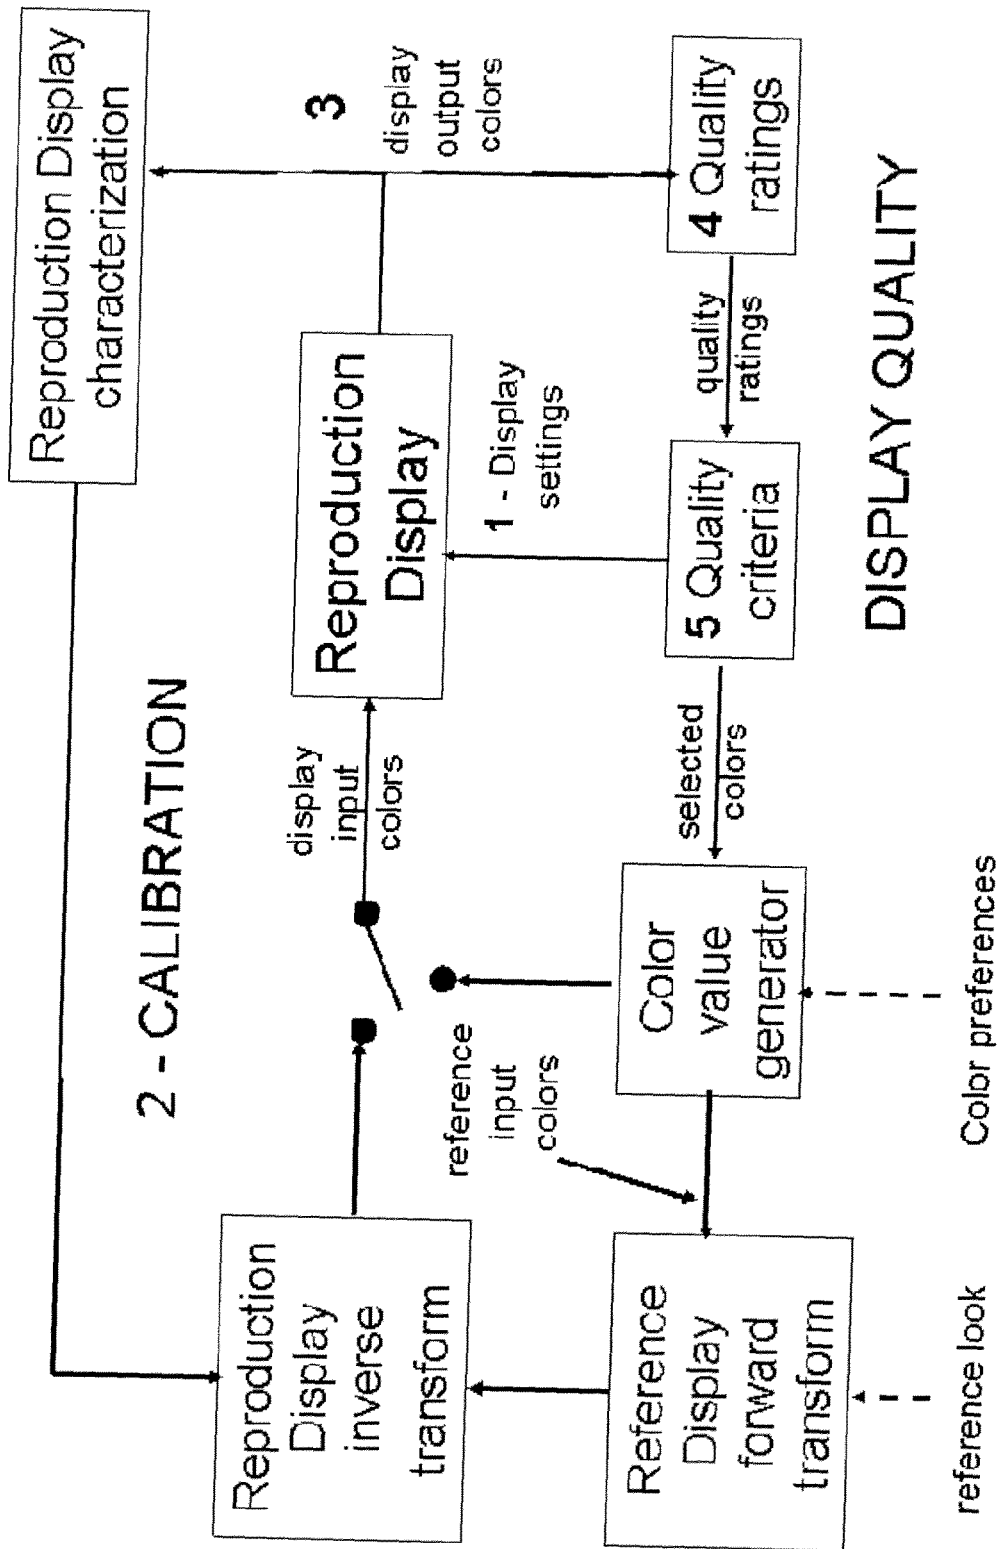 Reproduction Display
characterization
2 - CALIBRATION
3
display
output
colors
Reproduction
Display
inverse
transform
display
input
colors
Reproduction
Display
reference
input
colors
1 - Display
settings
Reference
Display
forward
transform
Color
value
generator
selected
colors
5 Quality
criteria
quality
ratings
4 Quality
ratings
reference look
Color preferences
DISPLAY QUALITY